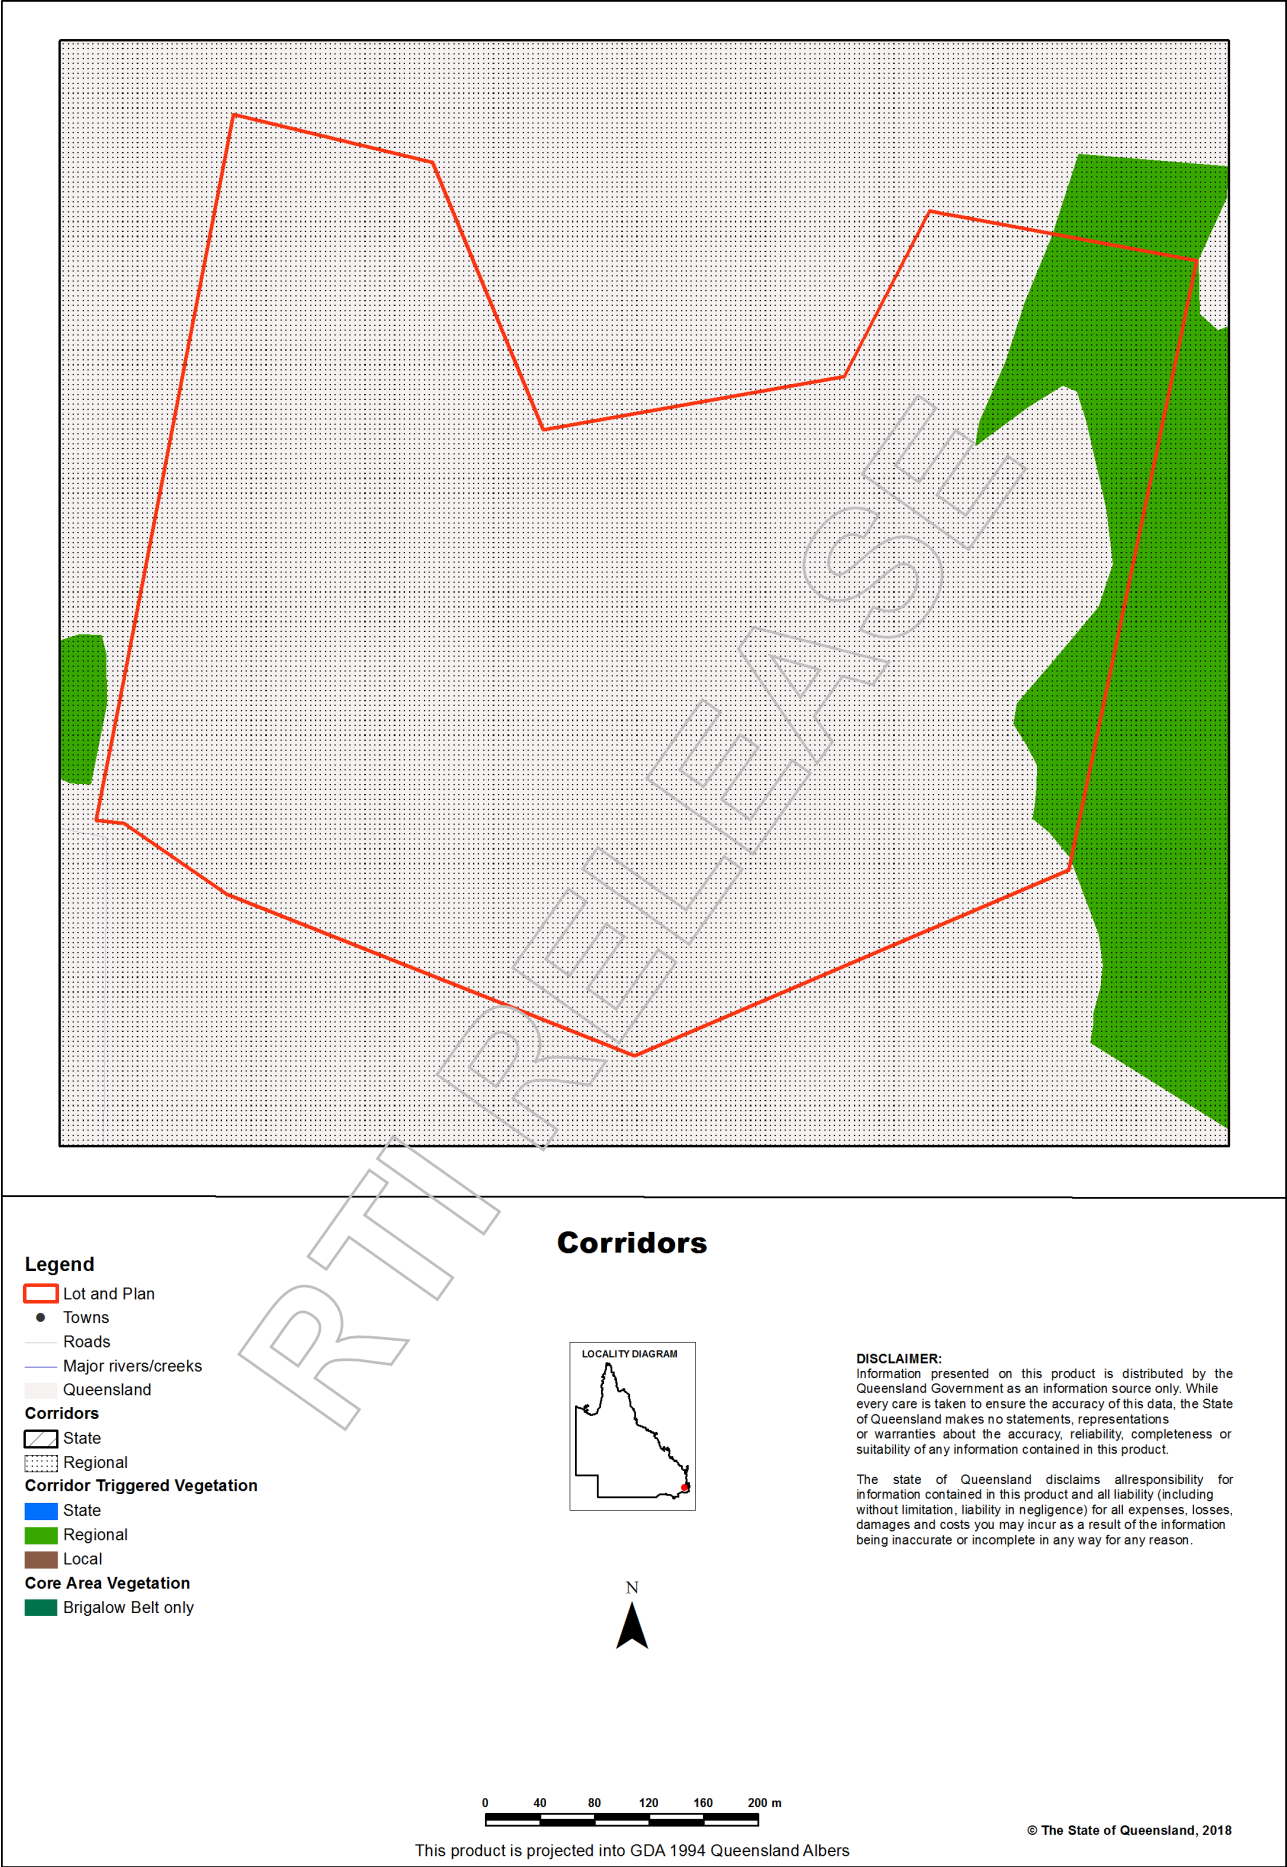 RTI RELEASE
Corridors
Legend
Lot and Plan
Towns
Roads
Major rivers/creeks
Queensland
Corridors
State
Regional
Corridor Triggered Vegetation
State
Regional
Local
Core Area Vegetation
Brigalow Belt only
LOCALITY DIAGRAM
N
DISCLAIMER:
Information presented on this product is distributed by the
Queensland Government as an information source only. While
every care is taken to ensure the accuracy of this data, the State
of Queensland makes no statements, representations
or warranties about the accuracy, reliability, completeness or
suitability of any information contained in this product.
The state of Queensland disclaims allresponsibility for
information contained in this product and all liability (including
without limitation, liability in negligence) for all expenses, losses,
damages and costs you may incur as a result of the information
being inaccurate or incomplete in any way for any reason.
0 40 80 120 160 200 m
This product is projected into GDA 1994 Queensland Albers
© The State of Queensland, 2018